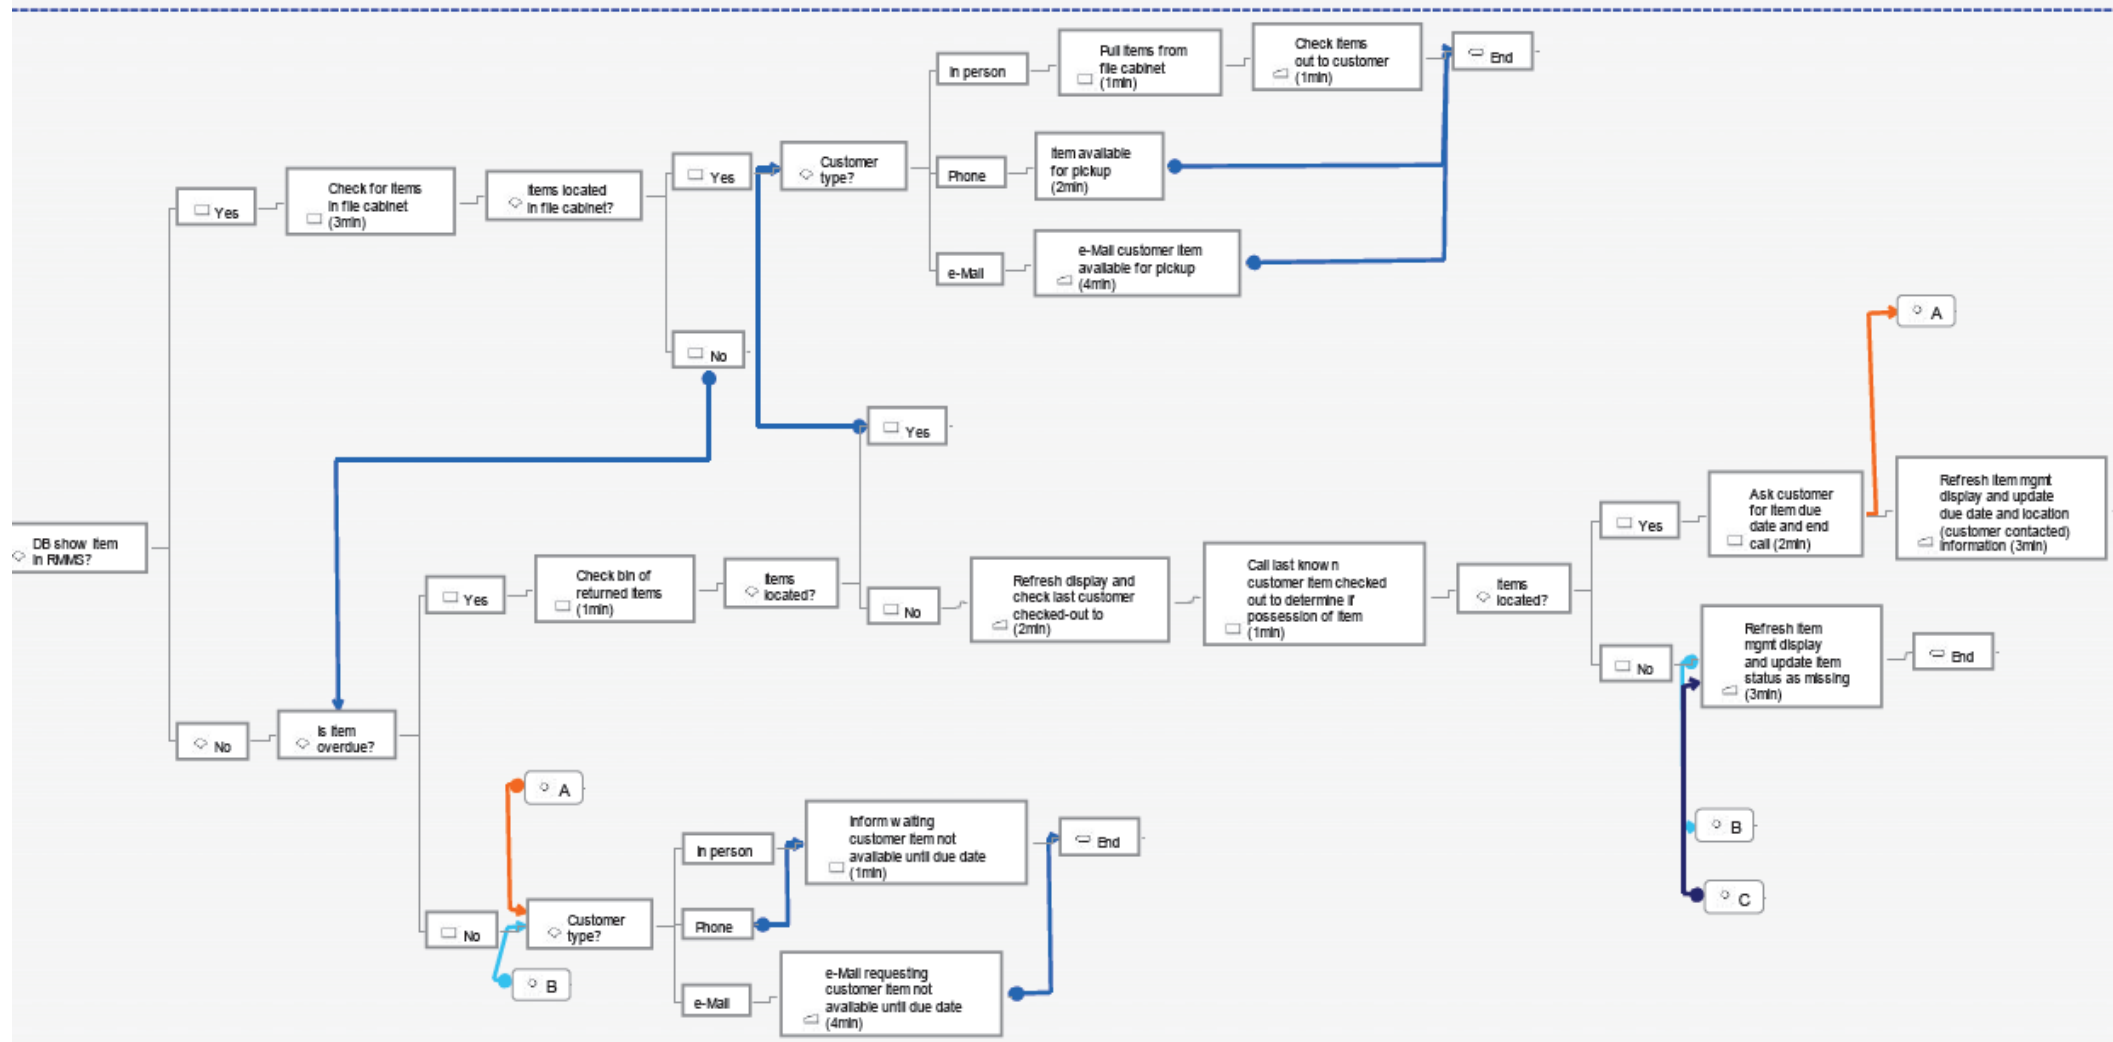 Pull Items from
file cabinet
(1min)
Check Items
out to customer
(1min)
End
In person
Customer
type?
Item available
for pickup
(2min)
Phone
Yes
Check for Items
In file cabinet
(3min)
Items located
In file cabinet?
Yes
e-Mail customer Item
available for pickup
(4min)
e-Mail
No
A
Yes
DB show Item
In RMMS?
Yes
Check bin of
returned Items
(1min)
Items
located?
No
Refresh display and
check last customer
checked-out to
(2min)
Call last known
customer Item checked
out to determine If
possession of Item
(1min)
Items
located?
Yes
Ask customer
for Item due
date and end
call (2min)
Refresh Item mgmt
display and update
due date and location
(customer contacted)
Information (3min)
No
Refresh Item
mgmt display
and update Item
status as missing
(3min)
End
No
Is Item
overdue?
A
B
C
No
Customer
type?
B
In person
Inform waiting
customer Item not
available until due date
(1min)
End
Phone
e-Mail
e-Mail requesting
customer Item not
available until due date
(4min)